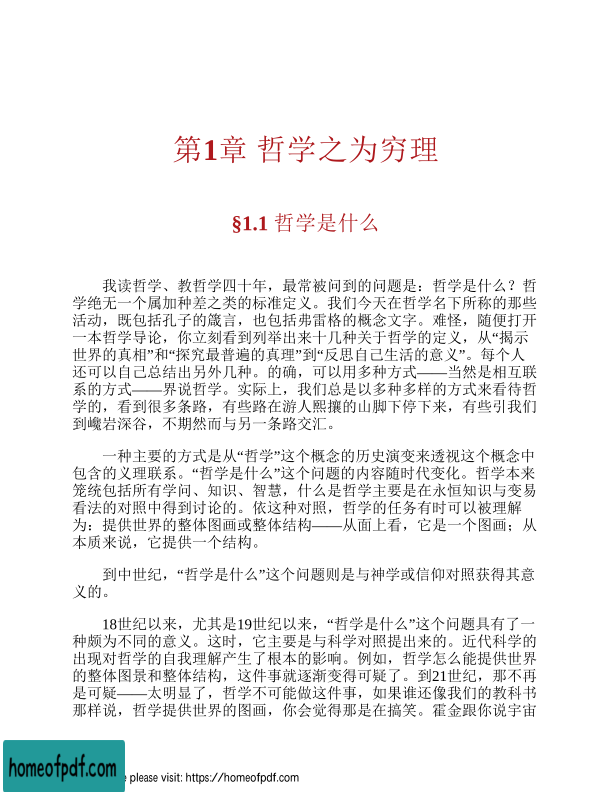 第1章 哲学之为穷理
§1.1 哲学是什么
我读哲学、教哲学四十年，最常被问到的问题是：哲学是什么？哲
学绝无一个属加种差之类的标准定义。我们今天在哲学名下所称的那些
活动，既包括孔子的箴言，也包括弗雷格的概念文字。难怪，随便打开
一本哲学导论，你立刻看到列举出来十几种关于哲学的定义，从“揭示
世界的真相”和“探究最普遍的真理”到“反思自己生活的意义”。每个人
还可以自己总结出另外几种。的确，可以用多种方式——当然是相互联
系的方式——界说哲学。实际上，我们总是以多种多样的方式来看待哲
学的，看到很多条路，有些路在游人熙攘的山脚下停下来，有些引我们
到巉岩深谷，不期然而与另一条路交汇。
一种主要的方式是从“哲学”这个概念的历史演变来透视这个概念中
包含的义理联系。“哲学是什么”这个问题的内容随时代变化。哲学本来
笼统包括所有学问、知识、智慧，什么是哲学主要是在永恒知识与变易
看法的对照中得到讨论的。依这种对照，哲学的任务有时可以被理解
为：提供世界的整体图画或整体结构——从面上看，它是一个图画；从
本质来说，它提供一个结构。
到中世纪，“哲学是什么”这个问题则是与神学或信仰对照获得其意
义的。
18世纪以来，尤其是19世纪以来，“哲学是什么”这个问题具有了一
种颇为不同的意义。这时，它主要是与科学对照提出来的。近代科学的
出现对哲学的自我理解产生了根本的影响。例如，哲学怎么能提供世界
的整体图景和整体结构，这件事就逐渐变得可疑了。到21世纪，那不再
是可疑——太明显了，哲学不可能做这件事，如果谁还像我们的教科书
那样说，哲学提供世界的图画，你会觉得那是在搞笑。霍金跟你说宇宙
homeofpdf.com
e please visit: https://homeofpdf.com